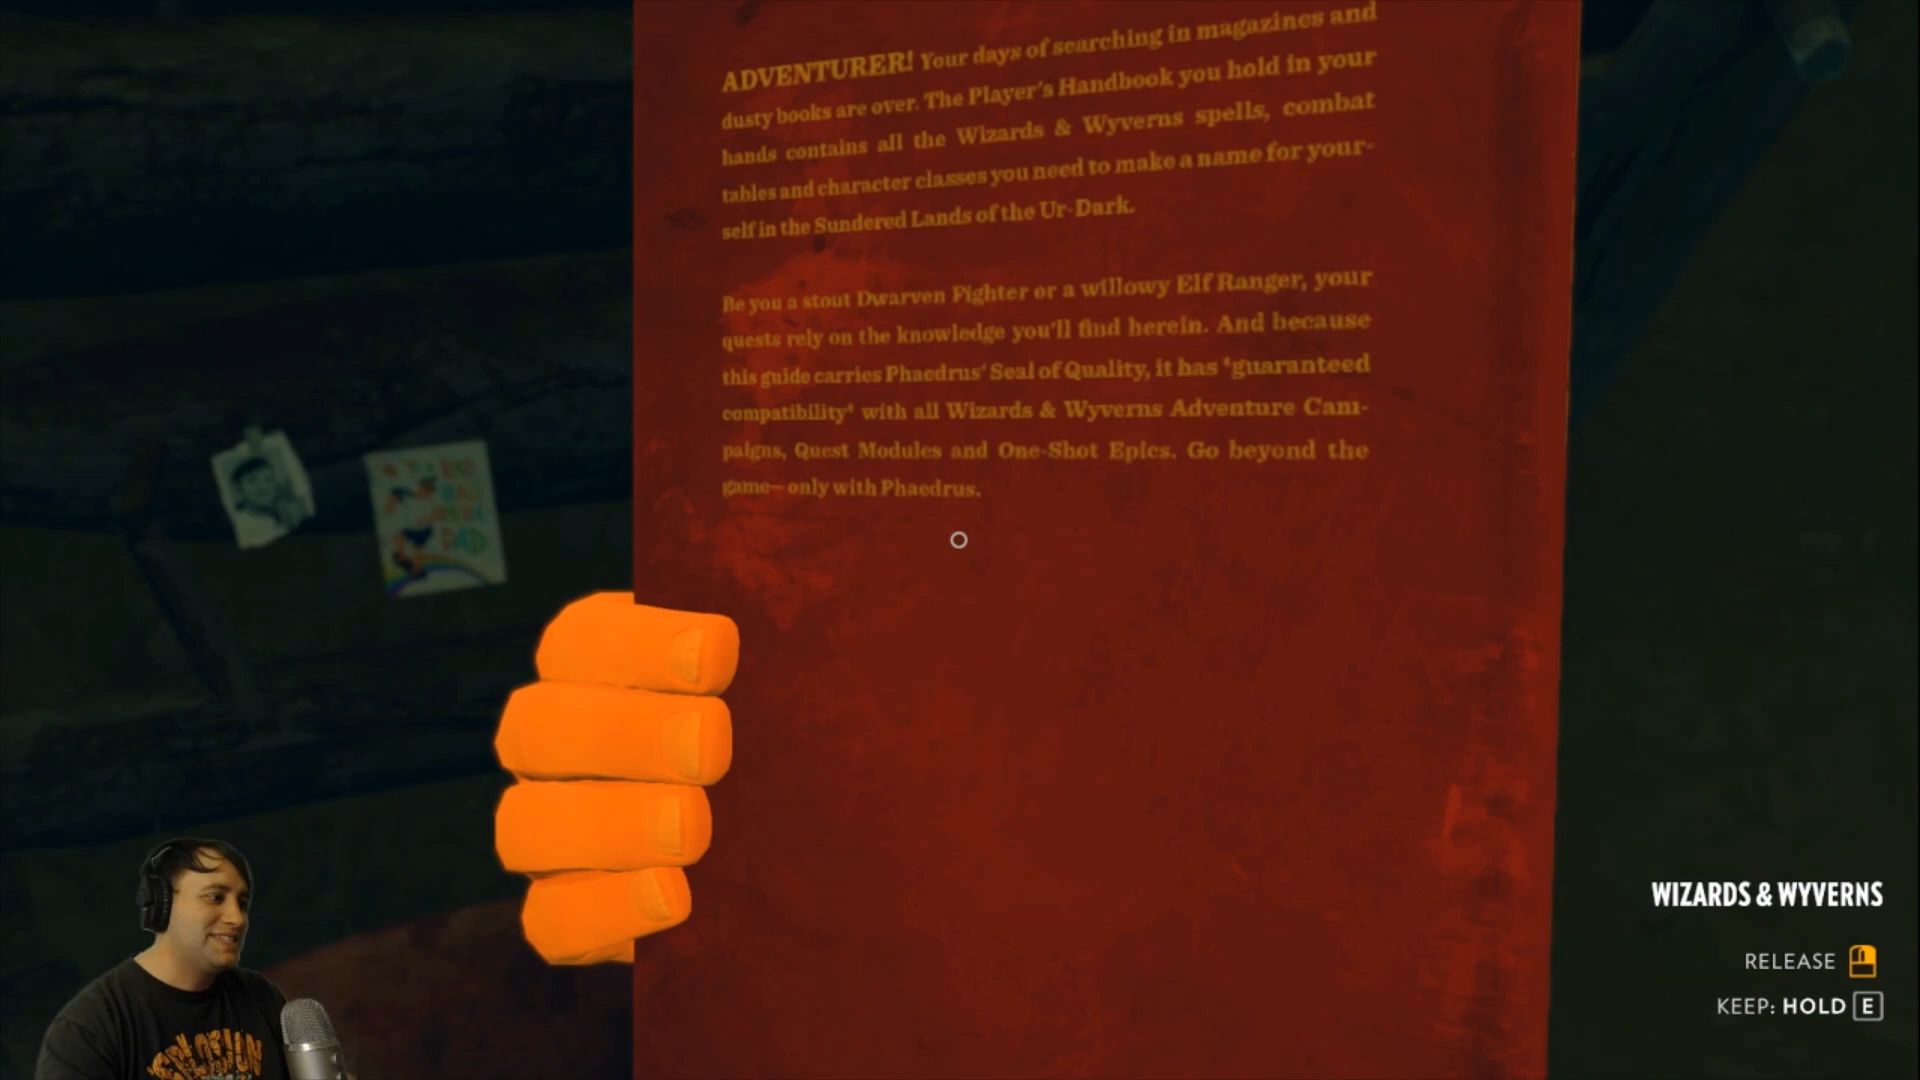 ADVENTURER! Your days of searching in magazines and
dusty books are over. The Player's Handbook you hold in your
hands contains all the Wizards & Wyverns spells, combat
tables and character classes you need to make a name for your-
self in the Sundered Lands of the Ur-Dark.
Be you a stout Dwarven Fighter or a willowy Elf Ranger, your
quests rely on the knowledge you'll find herein. And because
this guide carries Phaedrus' Seal of Quality, it has "guaranteed
compatibility" with all Wizards & Wyverns Adventure Cam-
paigns, Quest Modules and One-Shot Epics. Go beyond the
game—only with Phaedrus.
DAD
WIZARDS & WYVERNS
RELEASE
KEEP: HOLD E